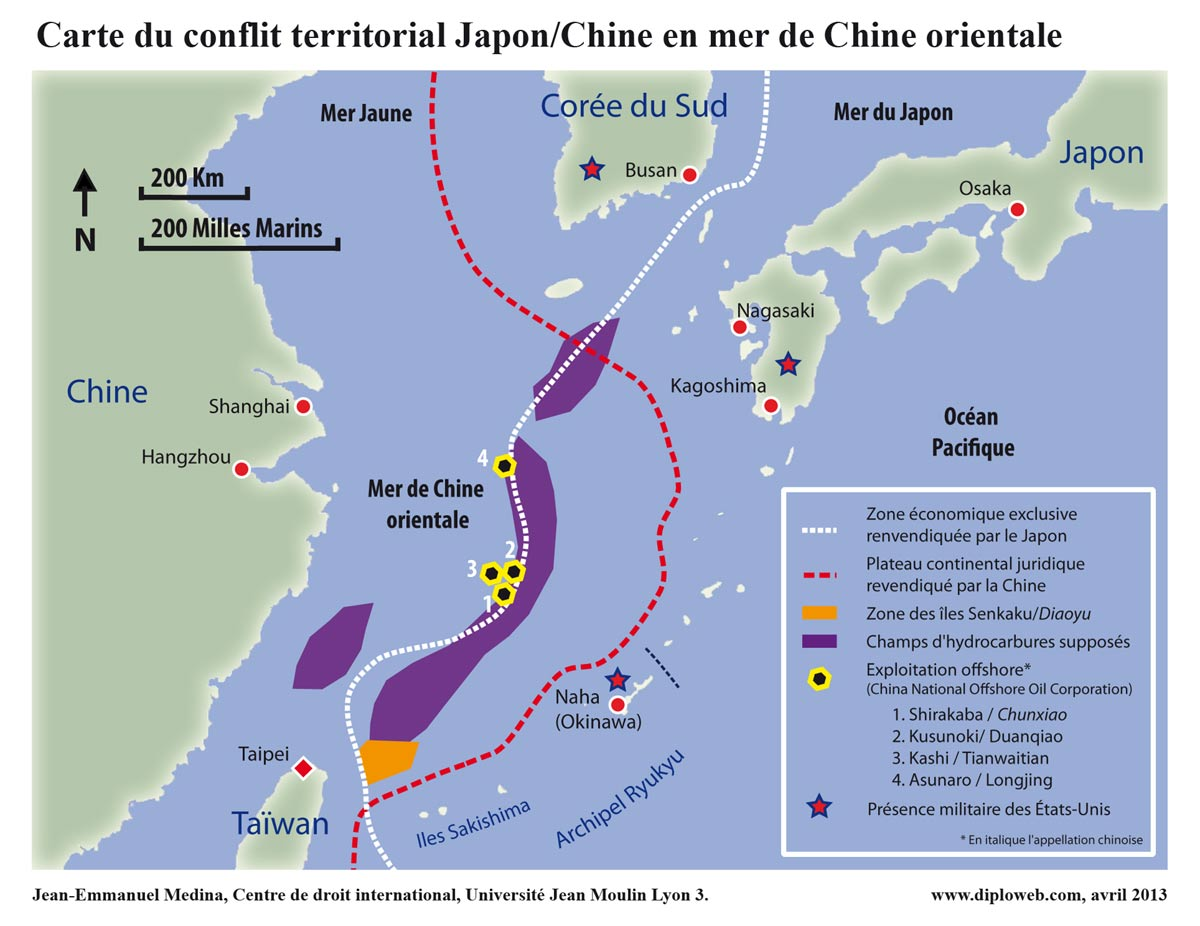 Carte du conflit territorial Japon/Chine en mer de Chine orientale
Mer Jaune
Corée du Sud
Mer du Japon
Japon
200 Km
Busan
Osaka
N
200 Milles Marins
Nagasaki
Chine
Kagoshima
Shanghai
Océan
Pacifique
Hangzhou
4
Mer de Chine
orientale
2
3
1
Zone économique exclusive
renvendiquée par le Japon
Plateau continental juridique
revendiqué par la Chine
Zone des îles Senkaku/Diaoyu
Champs d'hydrocarbures supposés
Exploitation offshore*
(China National Offshore Oil Corporation)
1. Shirakaba / Chunxiao
2. Kusunoki/ Duanqiao
3. Kashi / Tianwaitian
4. Asunaro / Longjing
Présence militaire des États-Unis
* En italique l'appellation chinoise
Naha
(Okinawa)
Taipei
Taïwan
Iles Sakishima
Archipel Ryukyu
Jean-Emmanuel Medina, Centre de droit international, Université Jean Moulin Lyon 3.
www.diploweb.com, avril 2013